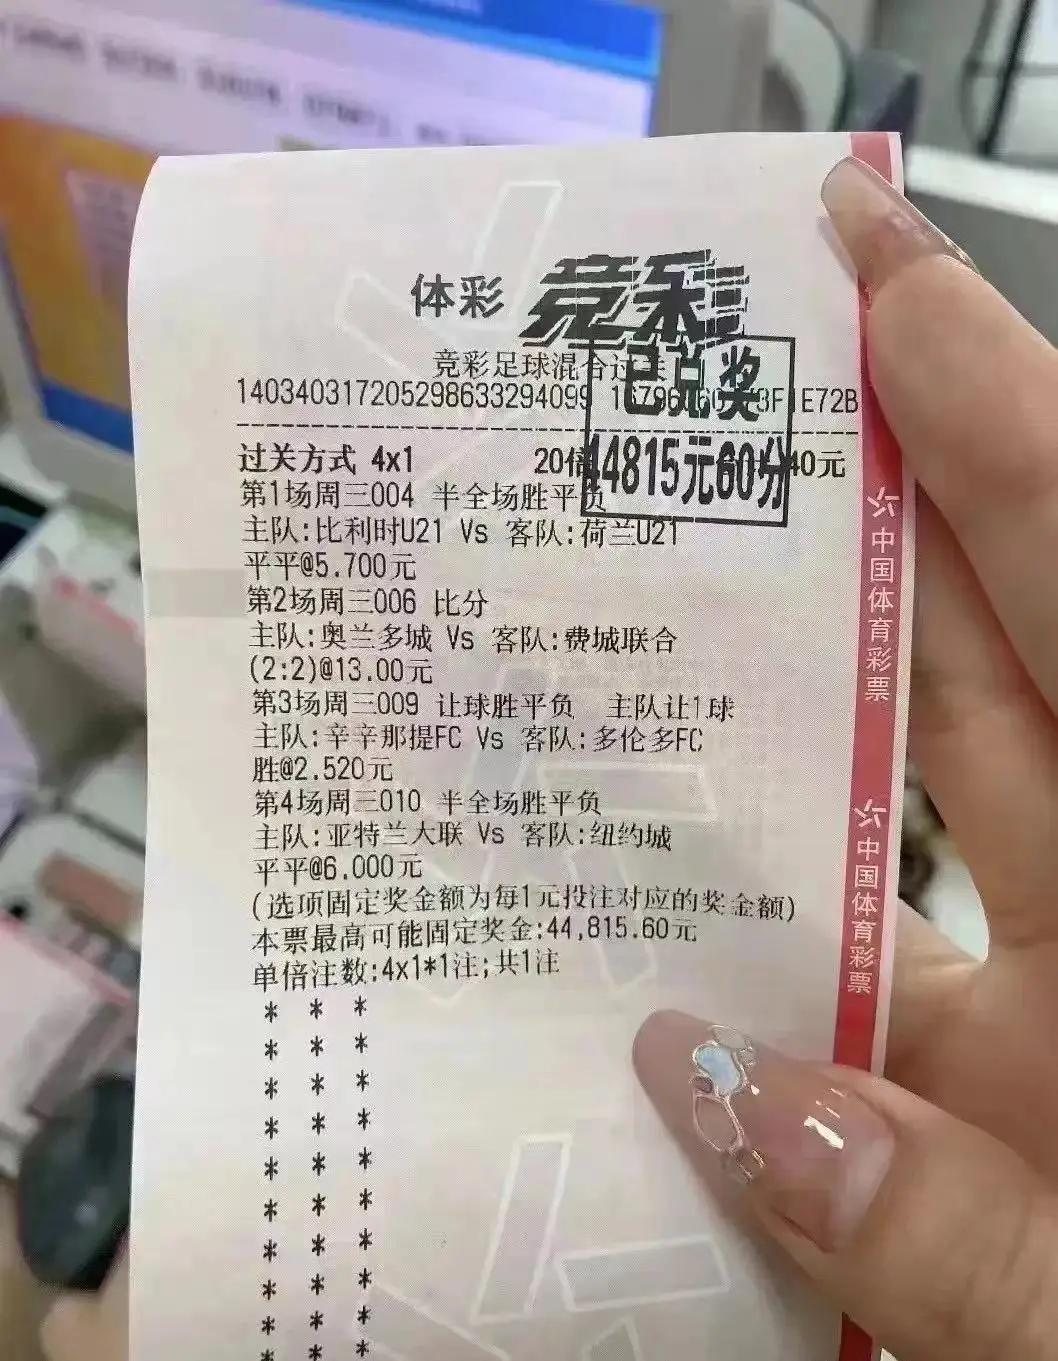 体彩 竞彩
竞彩足球混合过关
140340317205298633294099 E72B
已兑奖
44815元60分
过关方式 4x1 20倍 40元
第1场周三004 半全场胜平负
主队:比利时U21 Vs 客队:荷兰U21
平平@5.700元
第2场周三006 比分
主队:奥兰多城 Vs 客队:费城联合
(2:2)@13.00元
第3场周三009 让球胜平负 主队让1球
主队:辛辛那提FC Vs 客队:多伦多FC
胜@2.520元
第4场周三010 半全场胜平负
主队:亚特兰大联 Vs 客队:纽约城
平平@6.000元
(选项固定奖金额为每1元投注对应的奖金额)
本票最高可能固定奖金:44,815.60元
单倍注数:4x1*1注;共1注
* * *
* * *
* * *
* * *
* * *
* * *
* * *
* * *
* * *
* * *
中国体育彩票
中国体育彩票